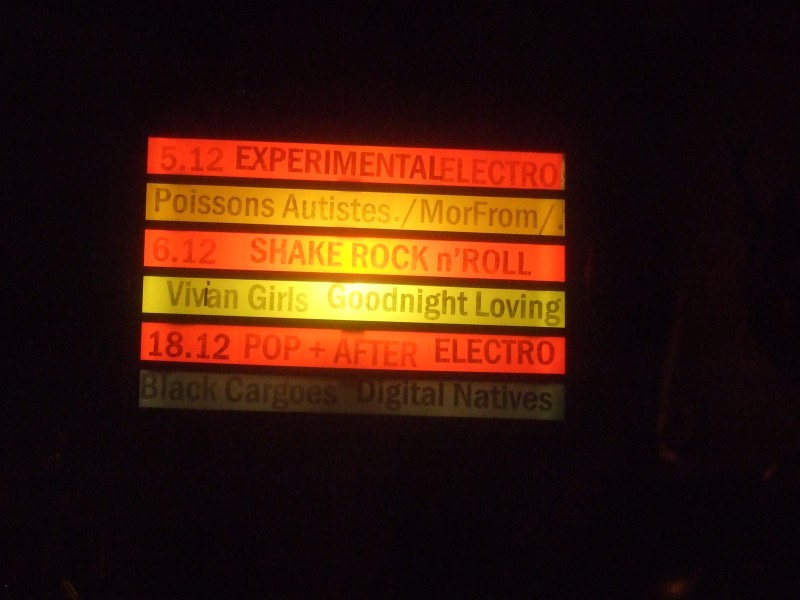 5.12 EXPERIMENTAL ELECTRO
Poissons Autistes./MorFrom/.
6.12 SHAKE ROCK n'ROLL
Vivian Girls Goodnight Loving
18.12 POP + AFTER ELECTRO
Black Cargoes Digital Natives